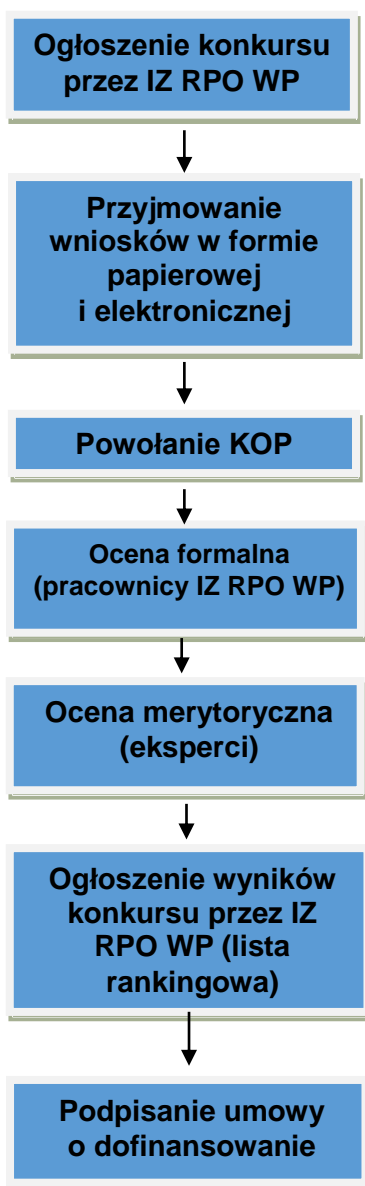 Ogłoszenie konkursu
przez IZ RPO WP
Przyjmowanie
wniosków w formie
papierowej
i elektronicznej
Powołanie KOP
Ocena formalna
(pracownicy IZ RPO WP)
Ocena merytoryczna
(eksperci)
Ogłoszenie wyników
konkursu przez IZ
RPO WP (lista
rankingowa)
Podpisanie umowy
o dofinansowanie